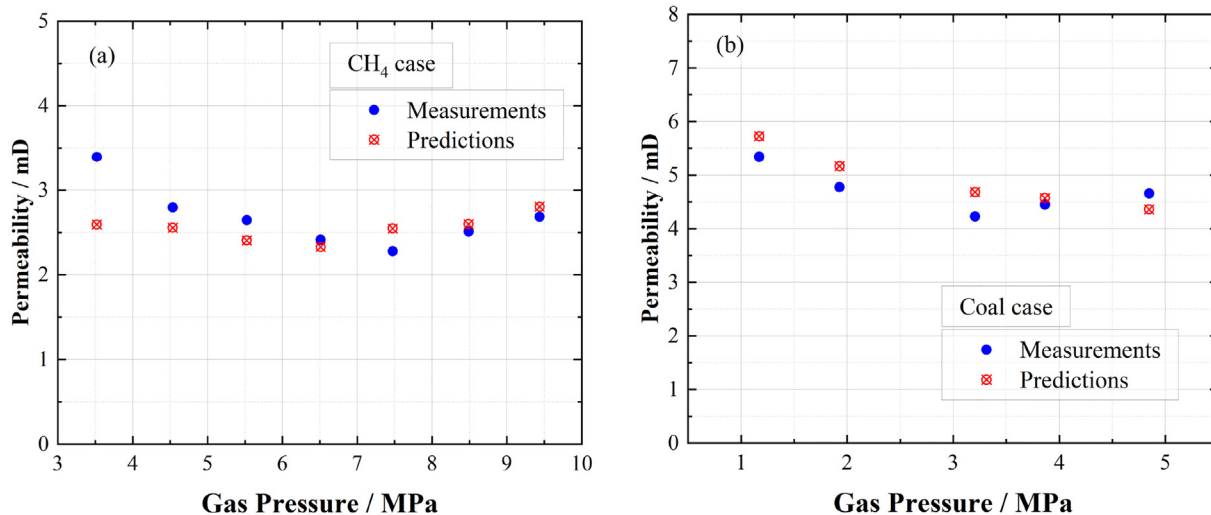 (a)
CH₄ case
Measurements
Predictions
5
4
3
2
1
0
Permeability / mD
3 4 5 6 7 8 9 10
Gas Pressure / MPa
(b)
8
7
6
5
4
3
2
1
0
Permeability / mD
Coal case
Measurements
Predictions
1 2 3 4 5
Gas Pressure / MPa